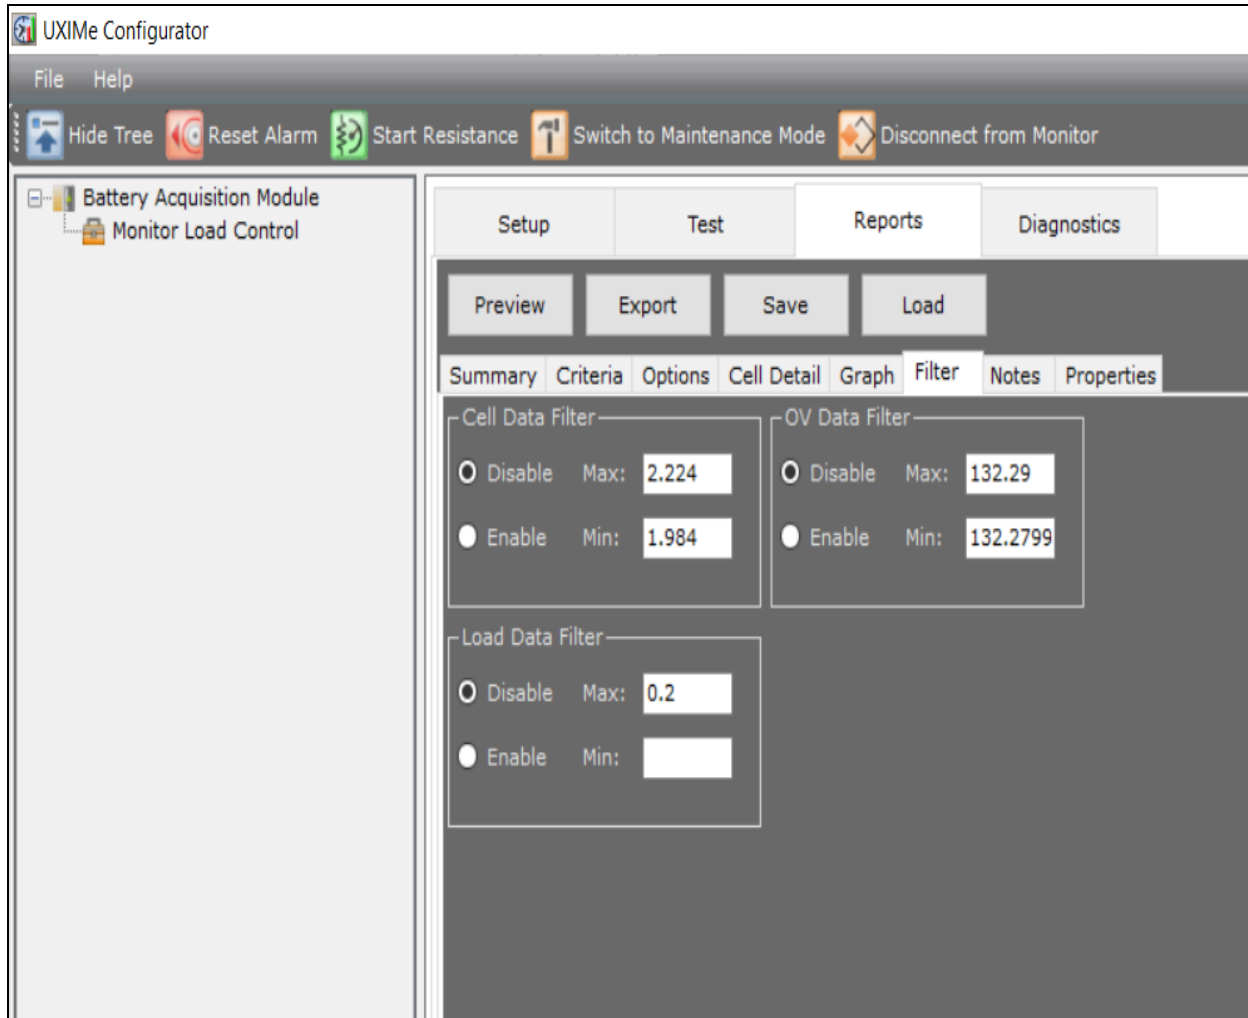 UXIMe Configurator
File Help
Hide Tree Reset Alarm Start Resistance Switch to Maintenance Mode Disconnect from Monitor
Battery Acquisition Module
Monitor Load Control
Setup Test Reports Diagnostics
Preview Export Save Load
Summary Criteria Options Cell Detail Graph Filter Notes Properties
Cell Data Filter OV Data Filter
Disable Max: 2.224 Disable Max: 132.29
Enable Min: 1.984 Enable Min: 132.2799
Load Data Filter
Disable Max: 0.2
Enable Min: